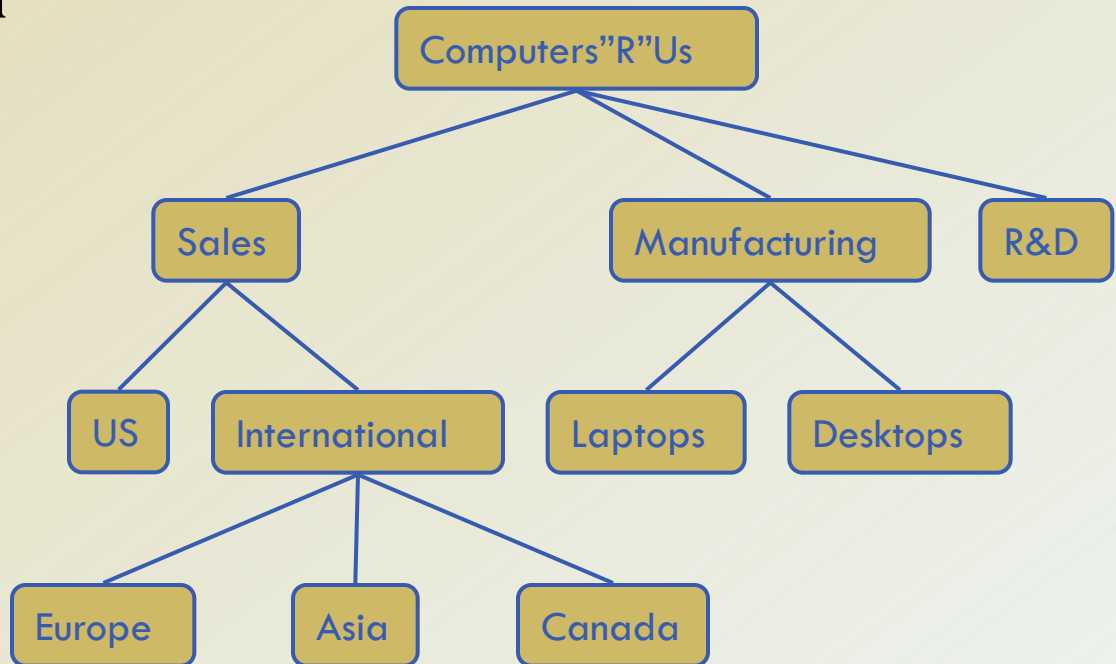 Computers”R”Us
Sales
Manufacturing
R&D
US
International
Laptops
Desktops
Europe
Asia
Canada